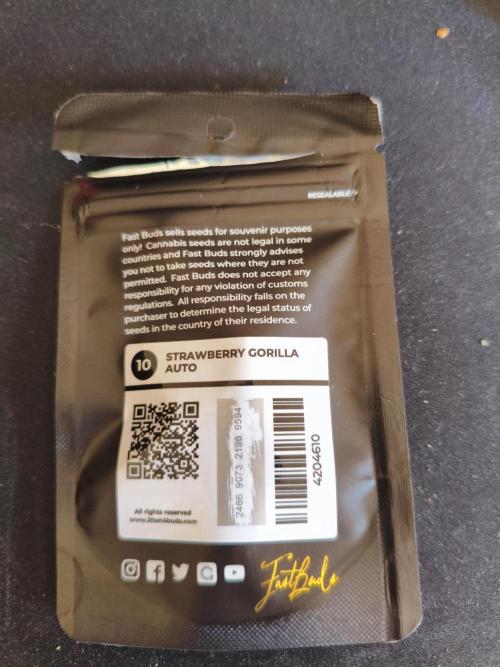 RESEALABLE
Fast Buds sells seeds for souvenir purposes
only! Cannabis seeds are not legal in some
countries and Fast Buds strongly advises
you not to take seeds where they are not
permitted. Fast Buds does not accept any
responsibility for any violation of customs
regulations. All responsibility falls on the
purchaser to determine the legal status of
seeds in the country of their residence.
10
STRAWBERRY GORILLA
AUTO
2466 9073 2196 9594
4204610
All rights reserved
www.2fast4buds.com
FastBuds